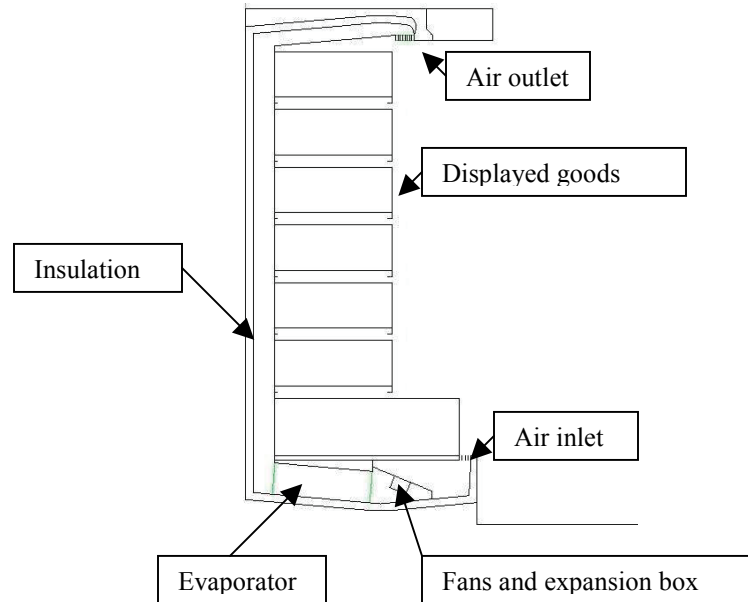 Air outlet
Displayed goods
Insulation
Air inlet
Evaporator
Fans and expansion box